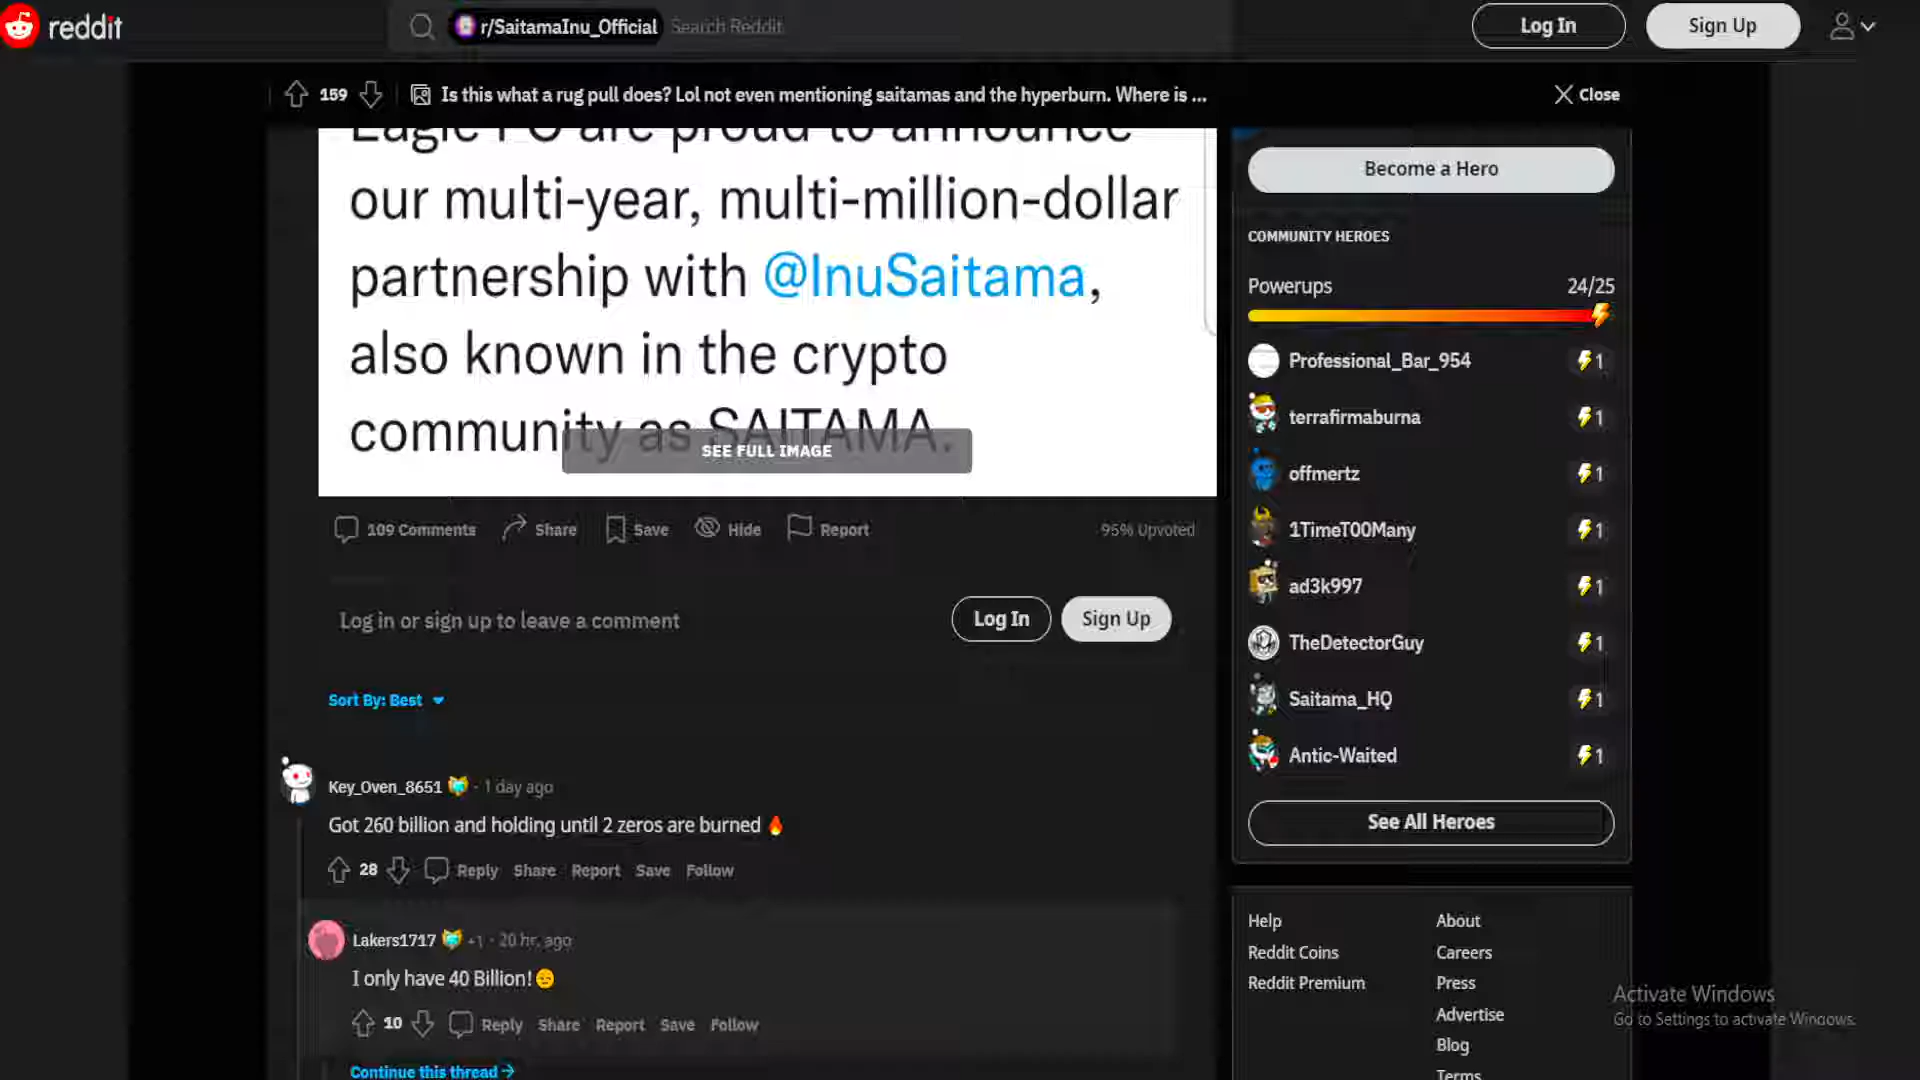 reddit
r/SaitamaInu_Official
Search Reddit
Log In
Sign Up
159
Is this what a rug pull does? Lol not even mentioning saitamas and the hyperburn. Where is ...
Close
Eagle FC are proud to announce
our multi-year, multi-million-dollar
partnership with @InuSaitama,
also known in the crypto
community as SAITAMA.
SEE FULL IMAGE
109 Comments
Share
Save
Hide
Report
95% Upvoted
Log in or sign up to leave a comment
Log In
Sign Up
Sort By: Best
Key_Oven_8651 · 1 day ago
Got 260 billion and holding until 2 zeros are burned 🔥
28
Reply
Share
Report
Save
Follow
Lakers1717 +1 · 20 hr. ago
I only have 40 Billion!
10
Reply
Share
Report
Save
Follow
Continue this thread →
Become a Hero
COMMUNITY HEROES
Powerups
24/25
Professional_Bar_954
1
terrafirmaburna
1
offmertz
1
1TimeT00Many
1
ad3k997
1
TheDetectorGuy
1
Saitama_HQ
1
Antic-Waited
1
See All Heroes
Help
About
Reddit Coins
Careers
Reddit Premium
Press
Advertise
Blog
Terms
Activate Windows
Go to Settings to activate Windows.